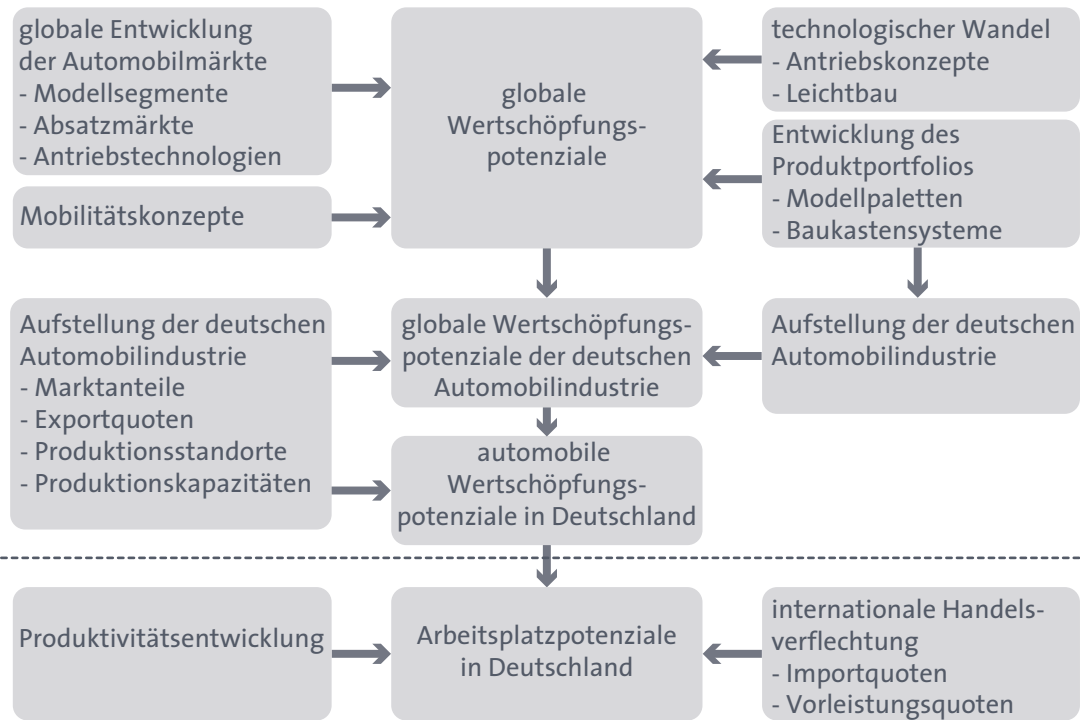 globale Entwicklung
der Automobilmärkte
- Modellsegmente
- Absatzmärkte
- Antriebstechnologien
Mobilitätskonzepte
globale
Wertschöpfungs-
potenziale
technologischer Wandel
- Antriebskonzepte
- Leichtbau
Entwicklung des
Produktportfolios
- Modellpaletten
- Baukastensysteme
Aufstellung der deutschen
Automobilindustrie
- Marktanteile
- Exportquoten
- Produktionsstandorte
- Produktionskapazitäten
globale Wertschöpfungs-
potenziale der deutschen
Automobilindustrie
Aufstellung der deutschen
Automobilindustrie
automobile
Wertschöpfungs-
potenziale in Deutschland
Produktivitätsentwicklung
Arbeitsplatzpotenziale
in Deutschland
internationale Handels-
verflechtung
- Importquoten
- Vorleistungsquoten